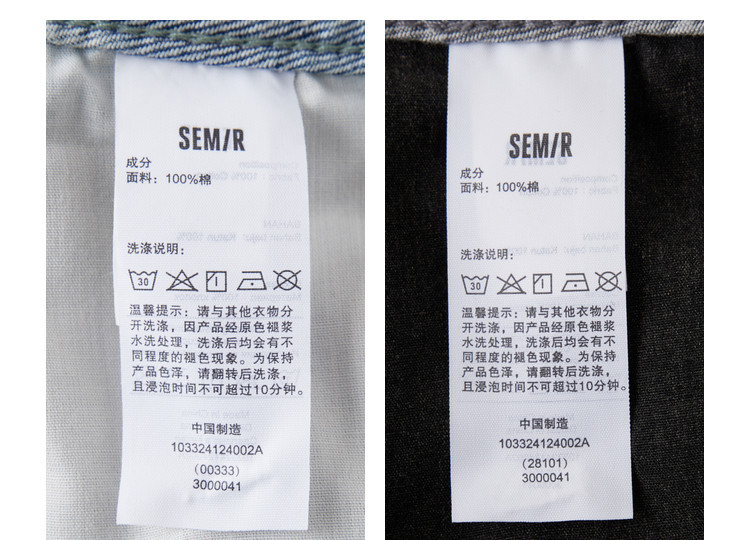 SEM/R
成分
面料：100%棉
洗涤说明：
30
温馨提示：请与其他衣物分
开洗涤，因产品经原色褪浆
水洗处理，洗涤后均会有不
同程度的褪色现象。为保持
产品色泽，请翻转后洗涤，
且浸泡时间不可超过10分钟。
中国制造
103324124002A
(00333)
3000041
SEM/R
成分
面料：100%棉
洗涤说明：
30
温馨提示：请与其他衣物分
开洗涤，因产品经原色褪浆
水洗处理，洗涤后均会有不
同程度的褪色现象。为保持
产品色泽，请翻转后洗涤，
且浸泡时间不可超过10分钟。
中国制造
103324124002A
(28101)
3000041